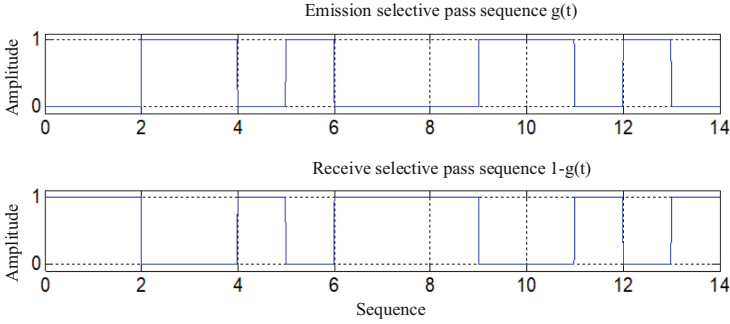 Emission selective pass sequence g(t)
Amplitude
1
0
0 2 4 6 8 10 12 14
Receive selective pass sequence 1-g(t)
Amplitude
1
0
0 2 4 6 8 10 12 14
Sequence